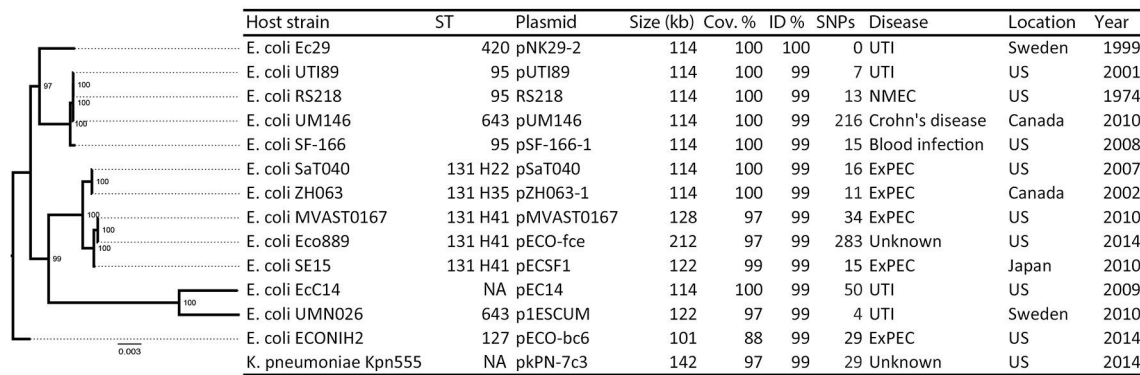 Host strain ST Plasmid Size (kb) Cov. % ID % SNPs Disease Location Year
E. coli Ec29 420 pNK29-2 114 100 100 0 UTI Sweden 1999
97 100 E. coli UTI89 95 pUTI89 114 100 99 7 UTI US 2001
100 E. coli RS218 95 RS218 114 100 99 13 NMEC US 1974
100 E. coli UM146 643 pUM146 114 100 99 216 Crohn's disease Canada 2010
E. coli SF-166 95 pSF-166-1 114 100 99 15 Blood infection US 2008
E. coli SaT040 131 H22 pSaT040 114 100 99 16 ExPEC US 2007
100 E. coli ZH063 131 H35 pZH063-1 114 100 99 11 ExPEC Canada 2002
100 E. coli MVAST0167 131 H41 pMVAST0167 128 97 99 34 ExPEC US 2010
100 E. coli Eco889 131 H41 pECO-fce 212 97 99 283 Unknown US 2014
99 100 E. coli SE15 131 H41 pECSF1 122 99 99 15 ExPEC Japan 2010
E. coli EcC14 NA pEC14 114 100 99 50 UTI US 2009
100 E. coli UMN026 643 p1ESCUM 122 97 99 4 UTI Sweden 2010
E. coli ECONIH2 127 pECO-bc6 101 88 99 29 ExPEC US 2014
0.003 K. pneumoniae Kpn555 NA pkPN-7c3 142 97 99 29 Unknown US 2014